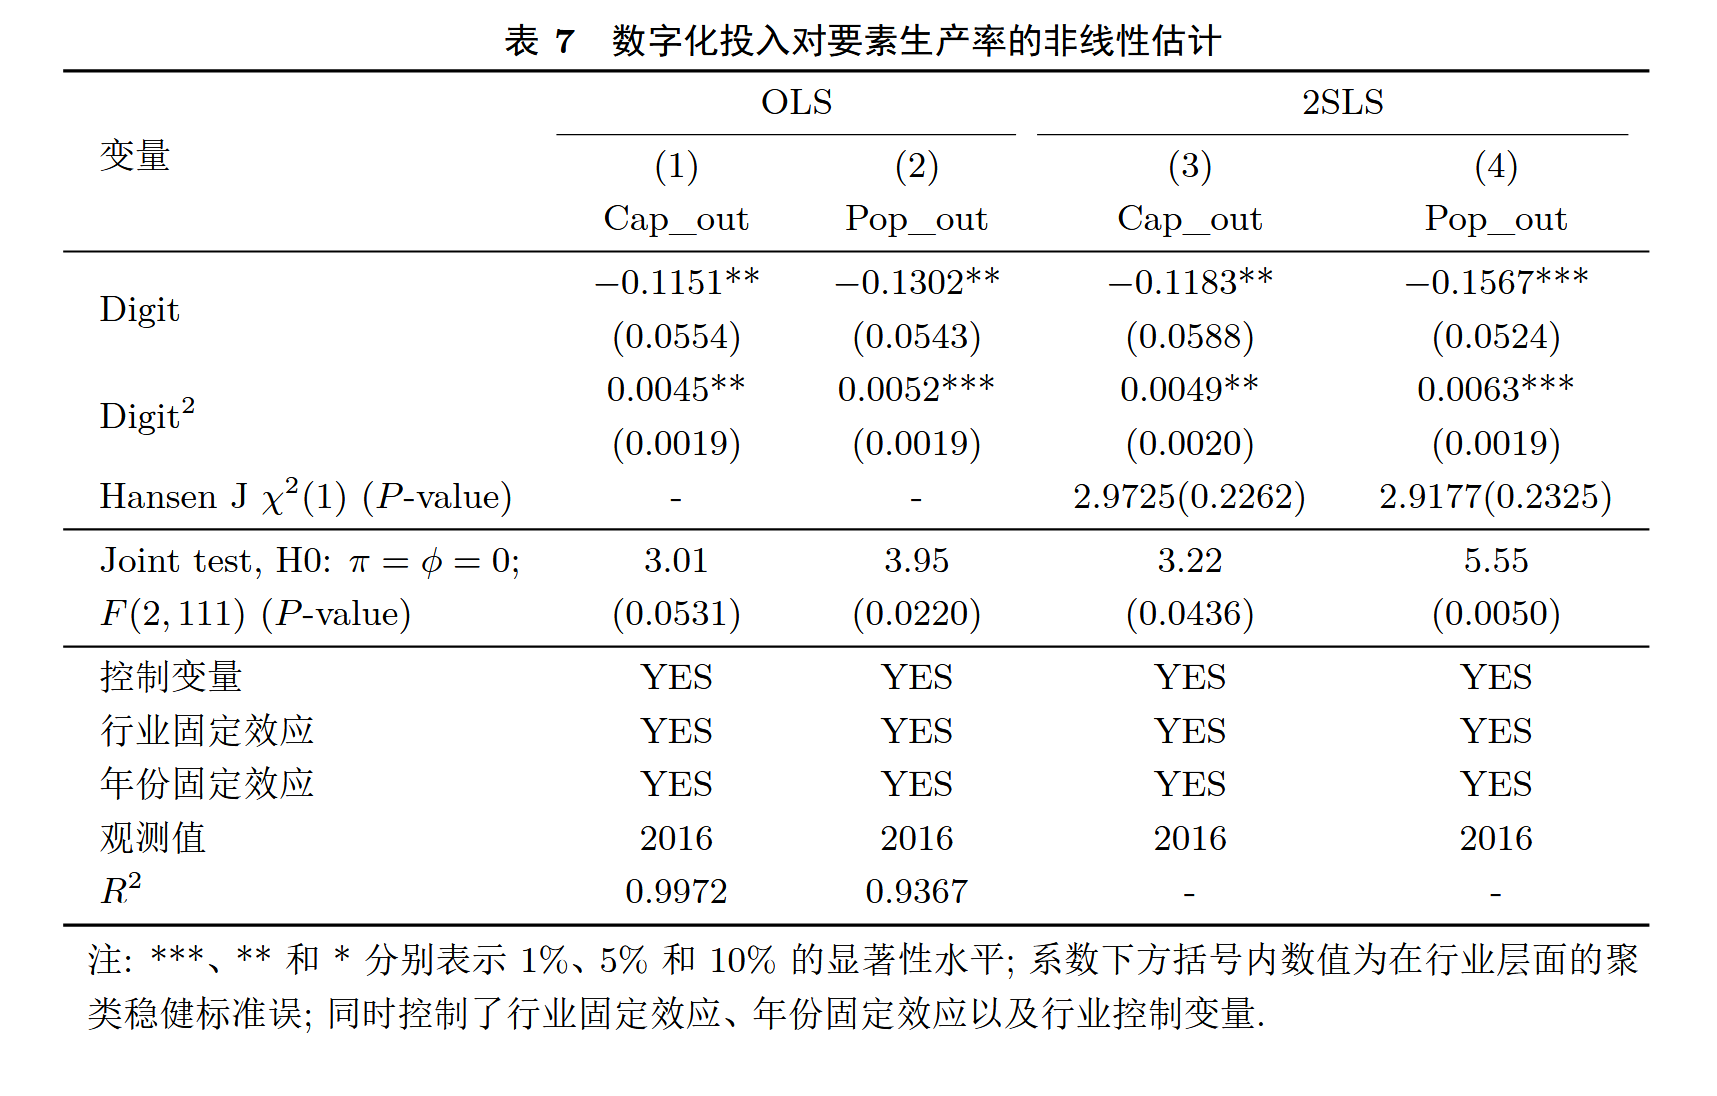 表 7 数字化投入对要素生产率的非线性估计
变量 OLS 2SLS
(1) (2) (3) (4)
Cap_out Pop_out Cap_out Pop_out
Digit −0.1151** −0.1302** −0.1183** −0.1567***
(0.0554) (0.0543) (0.0588) (0.0524)
Digit² 0.0045** 0.0052*** 0.0049** 0.0063***
(0.0019) (0.0019) (0.0020) (0.0019)
Hansen J χ²(1) (P-value) - - 2.9725(0.2262) 2.9177(0.2325)
Joint test, H0: π = ϕ = 0; 3.01 3.95 3.22 5.55
F(2, 111) (P-value) (0.0531) (0.0220) (0.0436) (0.0050)
控制变量 YES YES YES YES
行业固定效应 YES YES YES YES
年份固定效应 YES YES YES YES
观测值 2016 2016 2016 2016
R² 0.9972 0.9367 - -
注: ***、** 和 * 分别表示 1%、5% 和 10% 的显著性水平; 系数下方括号内数值为在行业层面的聚
类稳健标准误; 同时控制了行业固定效应、年份固定效应以及行业控制变量.